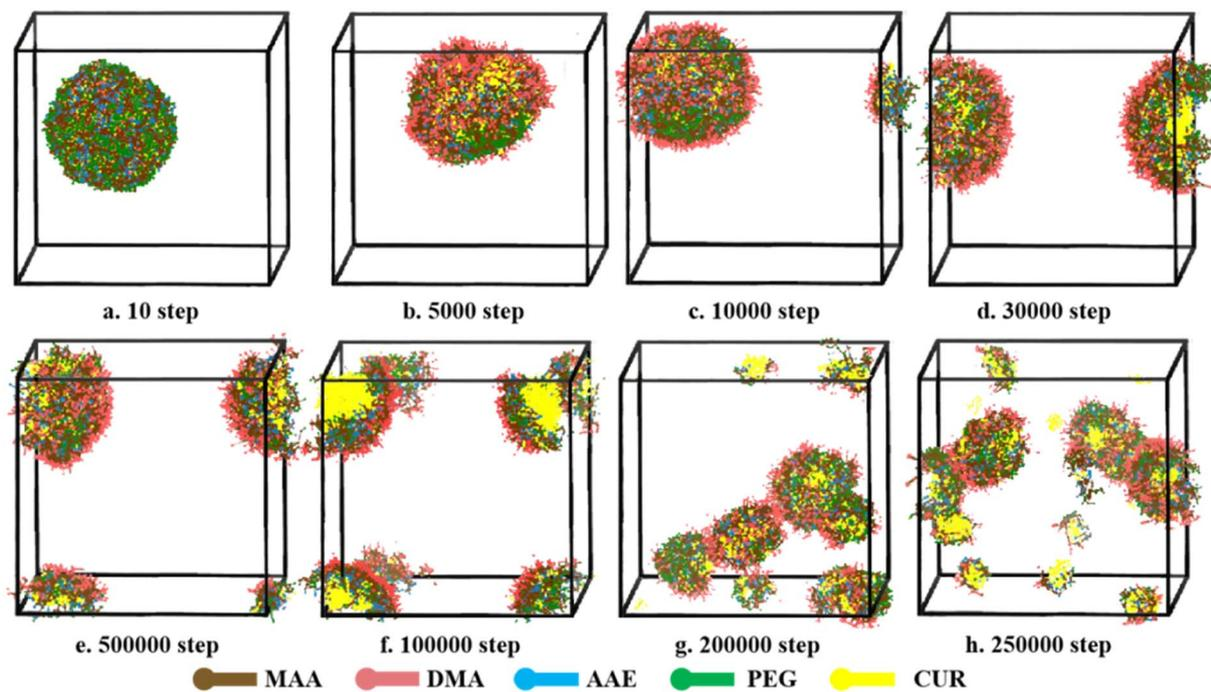 a. 10 step
b. 5000 step
c. 10000 step
d. 30000 step
e. 500000 step
f. 100000 step
g. 200000 step
h. 250000 step
MAA DMA AAE PEG CUR